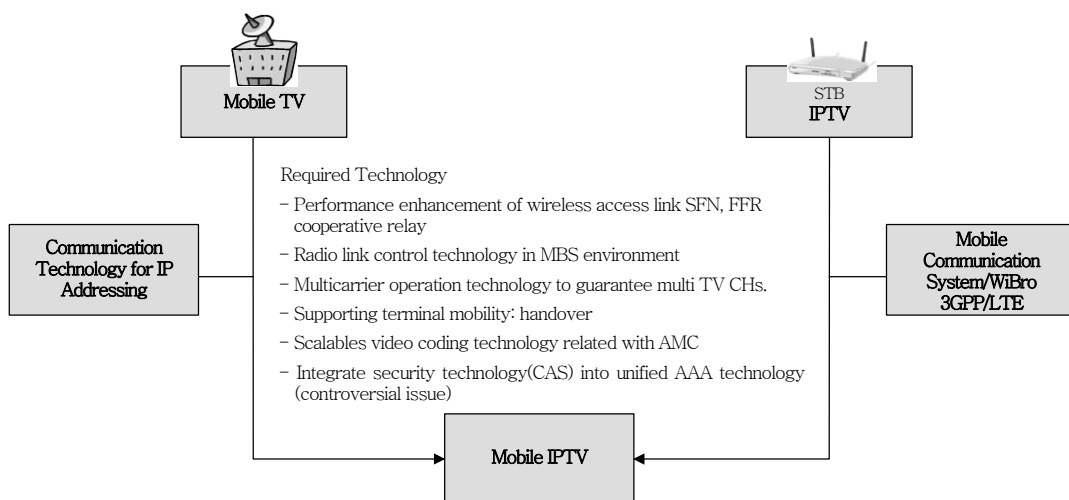 Mobile TV
STB
IPTV
Required Technology
- Performance enhancement of wireless access link SFN, FFR
cooperative relay
- Radio link control technology in MBS environment
- Multicarrier operation technology to guarantee multi TV CHs.
- Supporting terminal mobility: handover
- Scalables video coding technology related with AMC
- Integrate security technology(CAS) into unified AAA technology
(controversial issue)
Communication
Technology for IP
Addressing
Mobile
Communication
System/WiBro
3GPP/LTE
Mobile IPTV